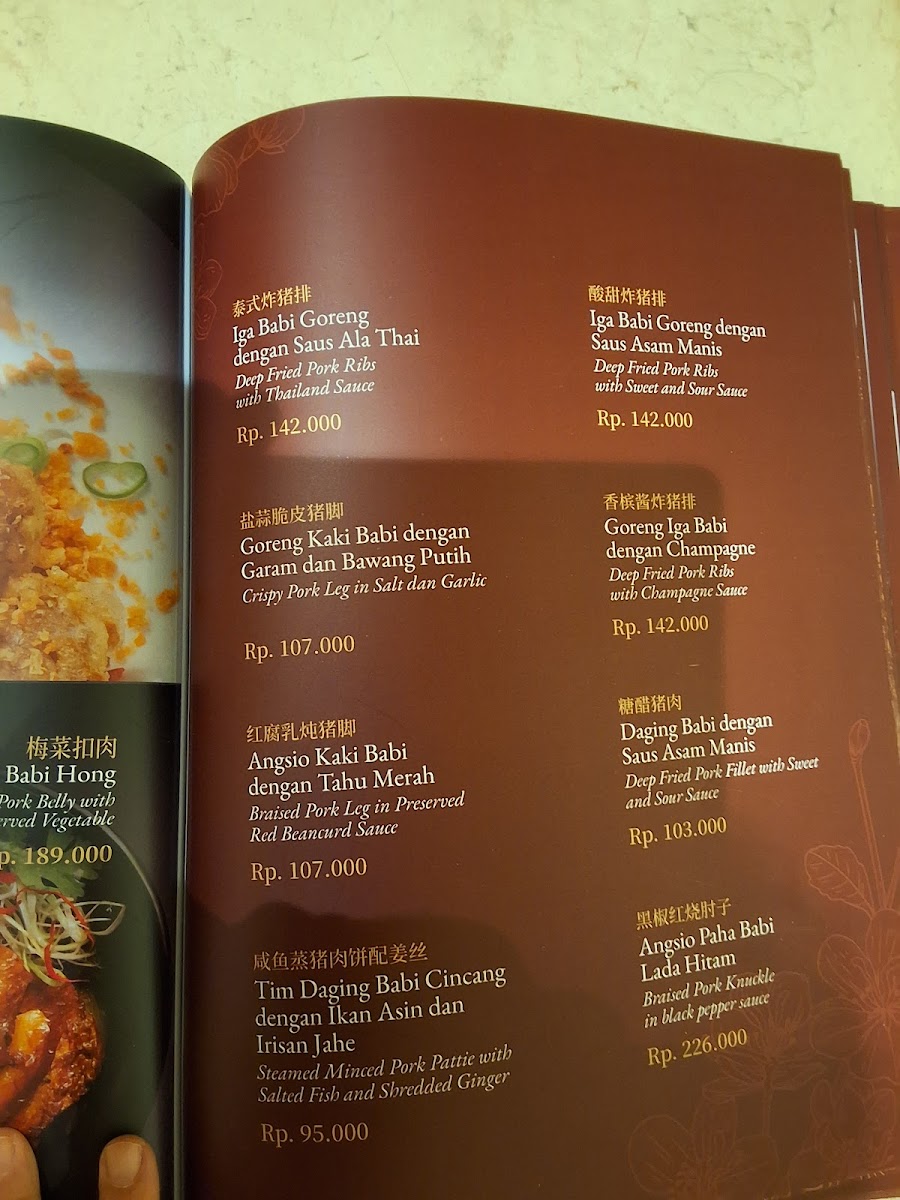 梅菜扣肉
Babi Hong
Pork Belly with
erved Vegetable
p. 189.000
泰式炸猪排
Iga Babi Goreng
dengan Saus Ala Thai
Deep Fried Pork Ribs
with Thailand Sauce
Rp. 142.000
盐蒜脆皮猪脚
Goreng Kaki Babi dengan
Garam dan Bawang Putih
Crispy Pork Leg in Salt dan Garlic
Rp. 107.000
红腐乳炖猪脚
Angsio Kaki Babi
dengan Tahu Merah
Braised Pork Leg in Preserved
Red Beancurd Sauce
Rp. 107.000
咸鱼蒸猪肉饼配姜丝
Tim Daging Babi Cincang
dengan Ikan Asin dan
Irisan Jahe
Steamed Minced Pork Pattie with
Salted Fish and Shredded Ginger
Rp. 95.000
酸甜炸猪排
Iga Babi Goreng dengan
Saus Asam Manis
Deep Fried Pork Ribs
with Sweet and Sour Sauce
Rp. 142.000
香槟酱炸猪排
Goreng Iga Babi
dengan Champagne
Deep Fried Pork Ribs
with Champagne Sauce
Rp. 142.000
糖醋猪肉
Daging Babi dengan
Saus Asam Manis
Deep Fried Pork Fillet with Sweet
and Sour Sauce
Rp. 103.000
黑椒红烧肘子
Angsio Paha Babi
Lada Hitam
Braised Pork Knuckle
in black pepper sauce
Rp. 226.000